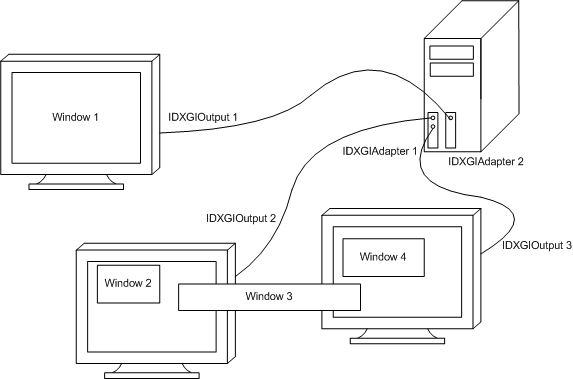 Window 1
IDXGIOutput 1
IDXGIAdapter 1
IDXGIAdapter 2
IDXGIOutput 2
IDXGIOutput 3
Window 2
Window 3
Window 4